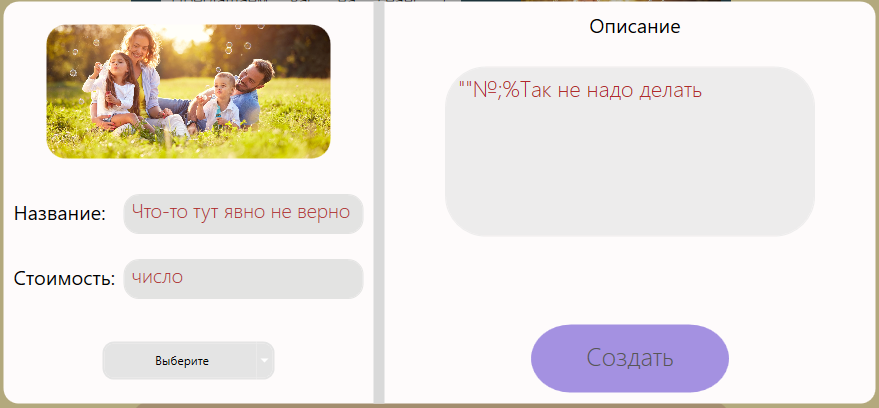 Название:
Что-то тут явно не верно
Стоимость:
число
Выберите
Описание
""№;%Так не надо делать
Создать